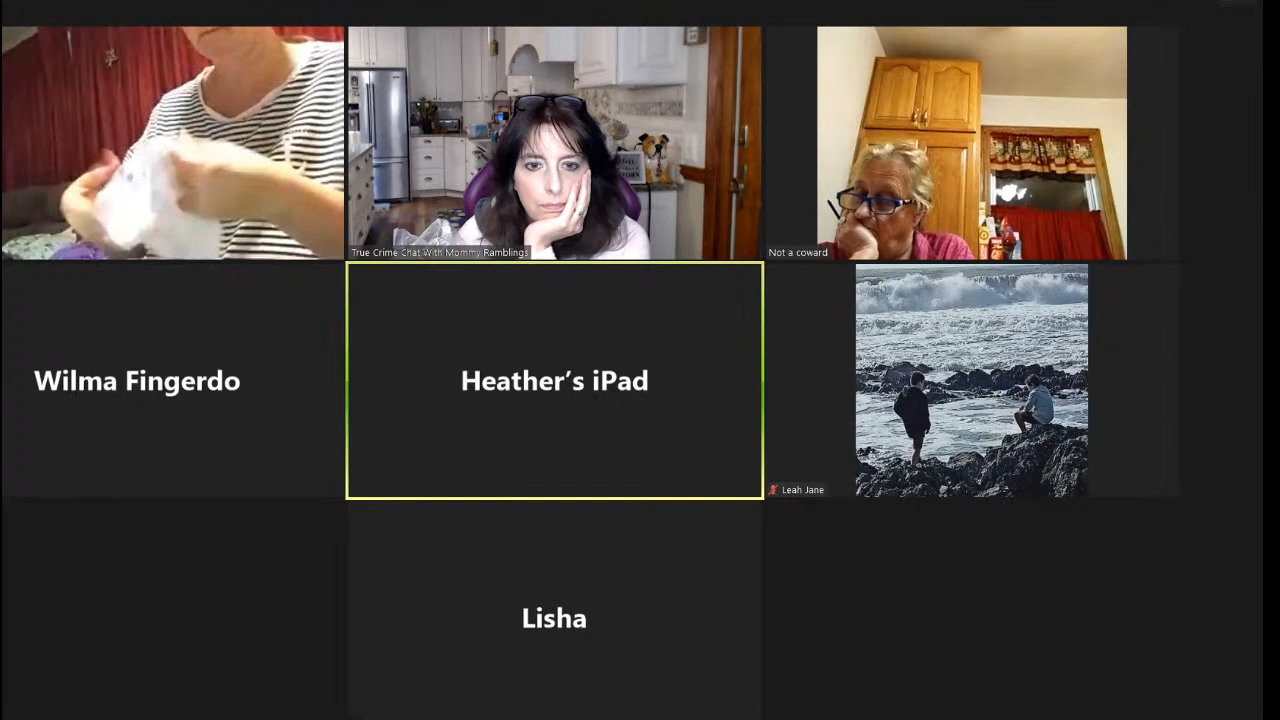 True Crime Chat With Mommy Ramblings
Not a coward
Wilma Fingerdo
Heather’s iPad
Leah Jane
Lisha